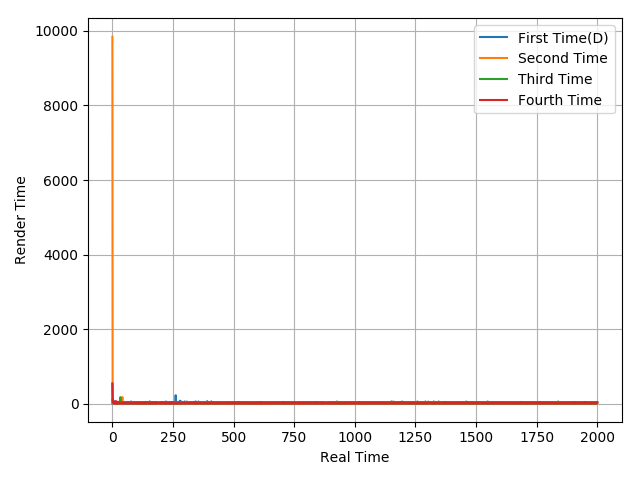 First Time(D)
Second Time
Third Time
Fourth Time
Render Time
10000
8000
6000
4000
2000
0
0 250 500 750 1000 1250 1500 1750 2000
Real Time